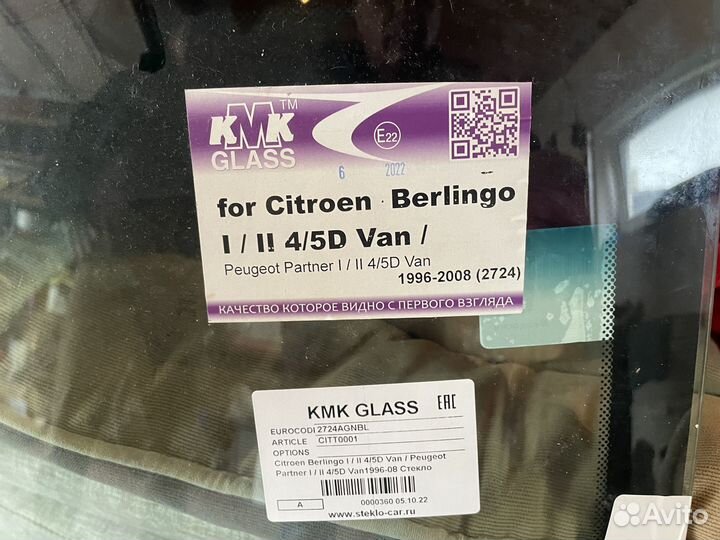 KMK TM
GLASS
E22
6 2022
for Citroen Berlingo
I / II 4/5D Van /
Peugeot Partner I / II 4/5D Van
1996-2008 (2724)
КАЧЕСТВО КОТОРОЕ ВИДНО С ПЕРВОГО ВЗГЛЯДА
KMK GLASS EAC
EUROCODE 2724AGNBL
ARTICLE CITT0001
OPTIONS
Citroen Berlingo I / II 4/5D Van / Peugeot
Partner I / II 4/5D Van1996-08 Стекло
A
0000360 05.10.22
www.steklo-car.ru
Avito